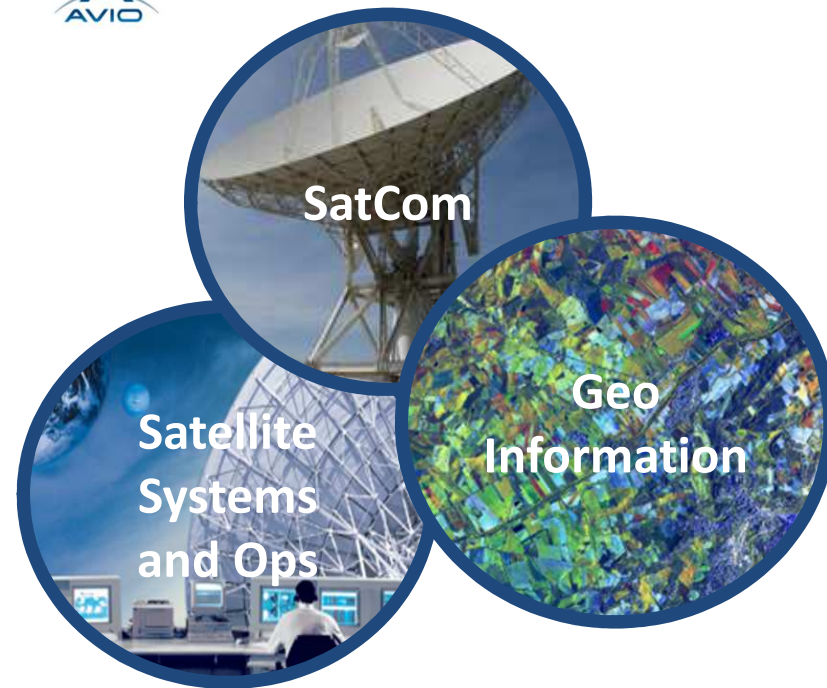 AVIO
SatCom
Geo
Information
Satellite
Systems
and Ops